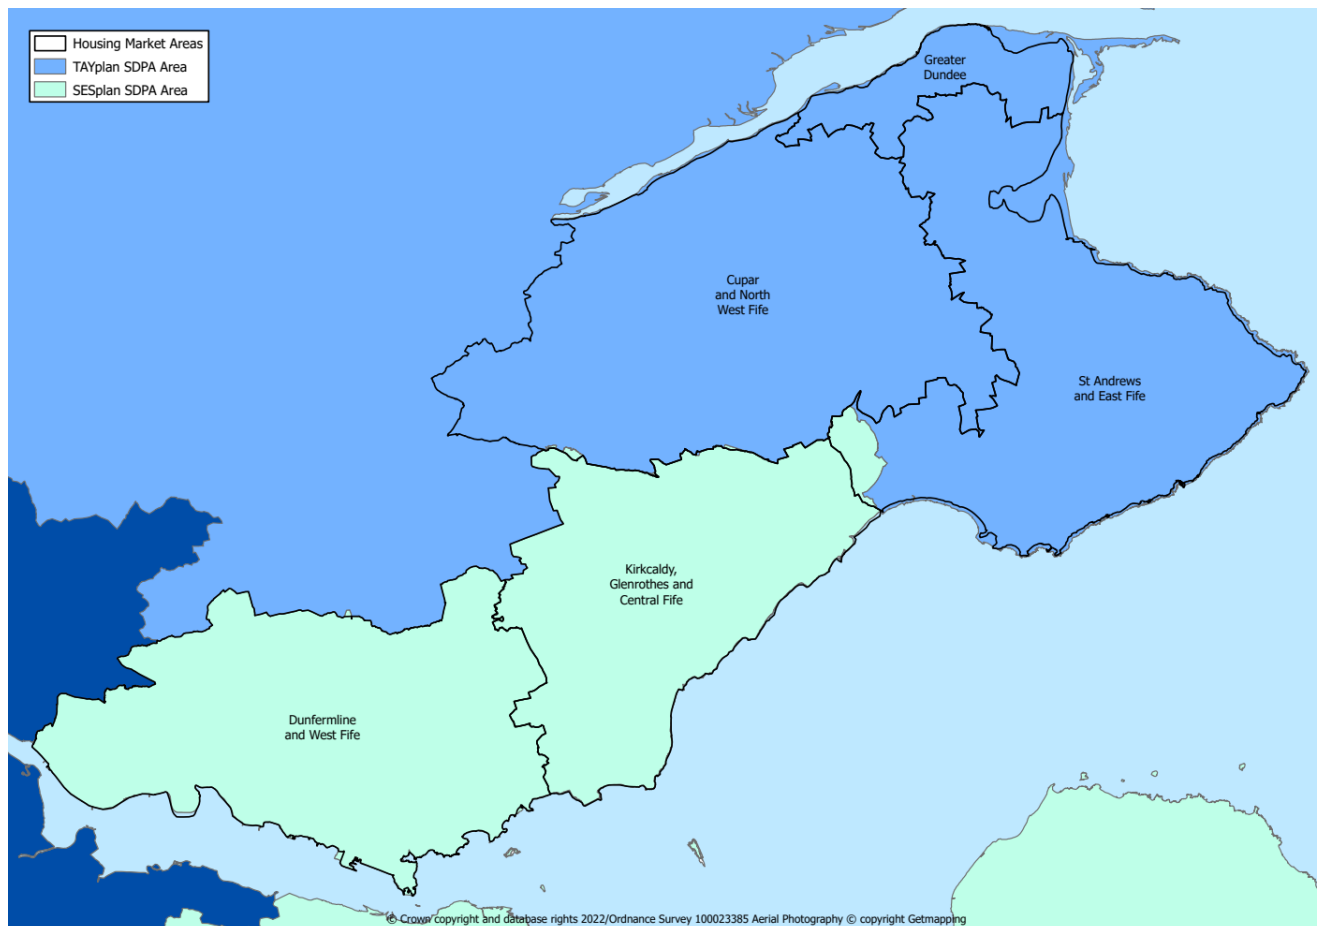 Housing Market Areas
TAYplan SDPA Area
SESplan SDPA Area
Greater
Dundee
Cupar
and North
West Fife
St Andrews
and East Fife
Kirkcaldy,
Glenrothes and
Central Fife
Dunfermline
and West Fife
© Crown copyright and database rights 2022/Ordnance Survey 100023385 Aerial Photography © copyright Getmapping